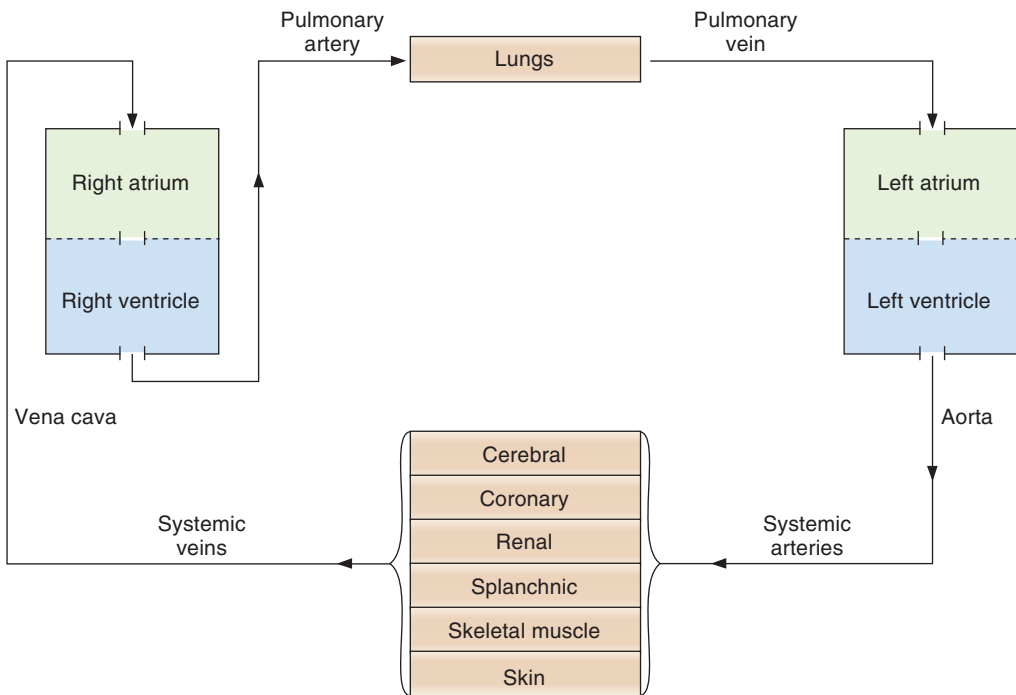 Pulmonary
artery
Lungs
Pulmonary
vein
Right atrium
Left atrium
Right ventricle
Left ventricle
Vena cava
Aorta
Cerebral
Coronary
Systemic
veins
Renal
Systemic
arteries
Splanchnic
Skeletal muscle
Skin